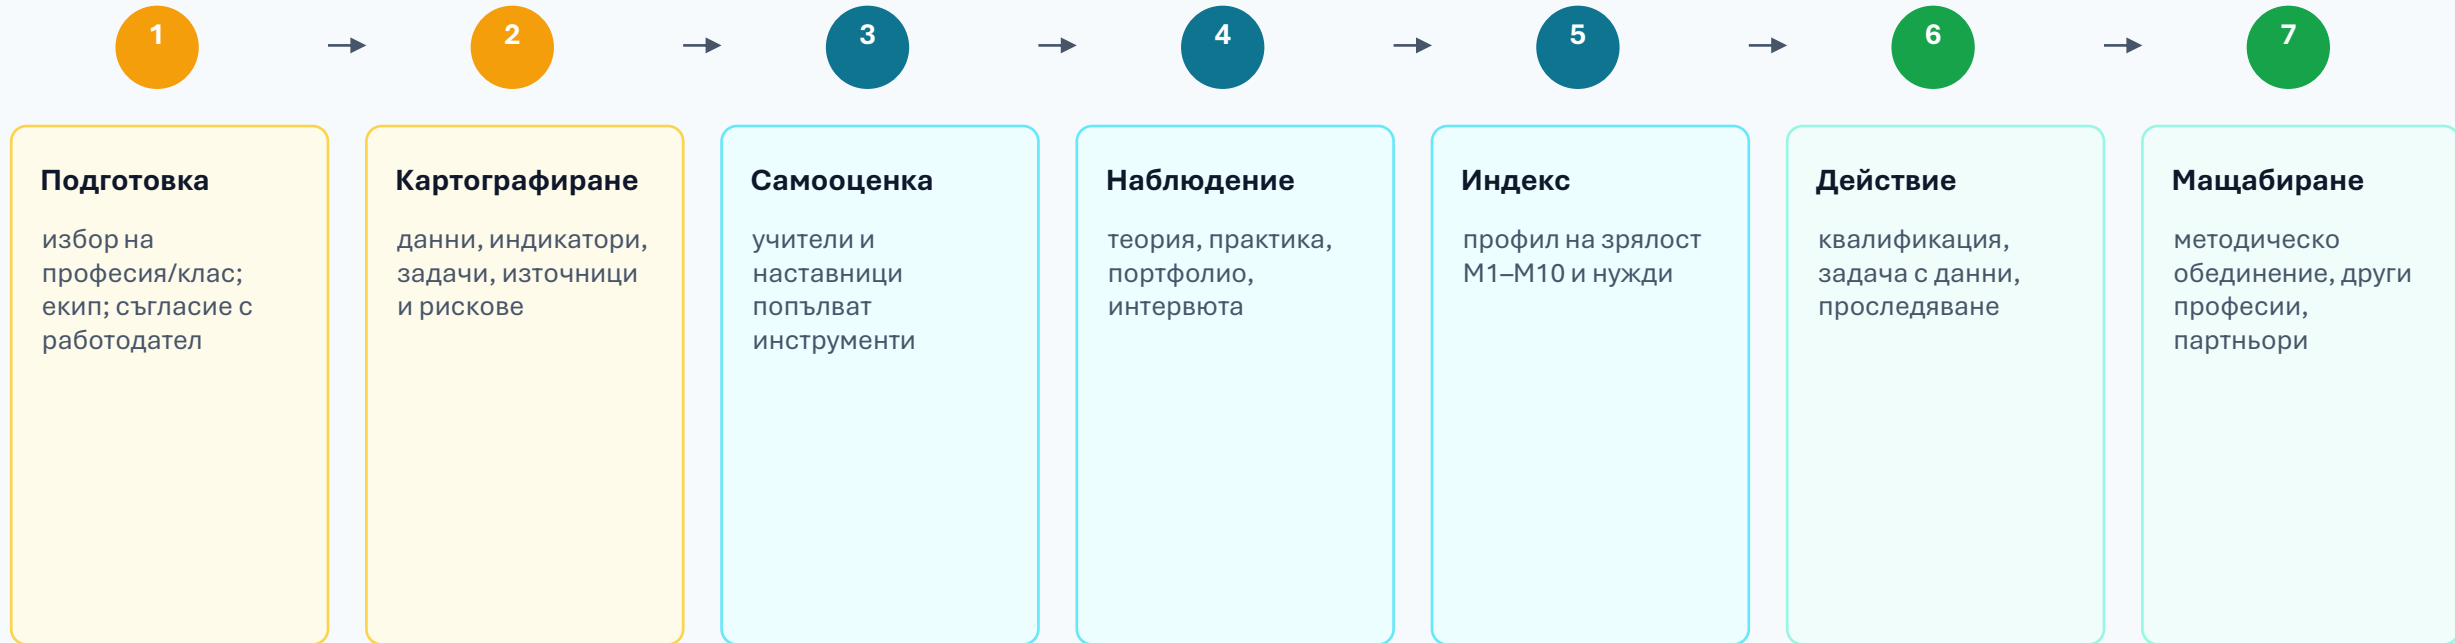 1
Подготовка
избор на
професия/клас;
екип; съгласие с
работодател
2
Картографиране
данни, индикатори,
задачи, източници
и рискове
3
Самооценка
учители и
наставници
попълват
инструменти
4
Наблюдение
теория, практика,
портфолио,
интервюта
5
Индекс
профил на зрялост
М1–М10 и нужди
6
Действие
квалификация,
задача с данни,
проследяване
7
Мащабиране
методическо
обединение, други
професии,
партньори